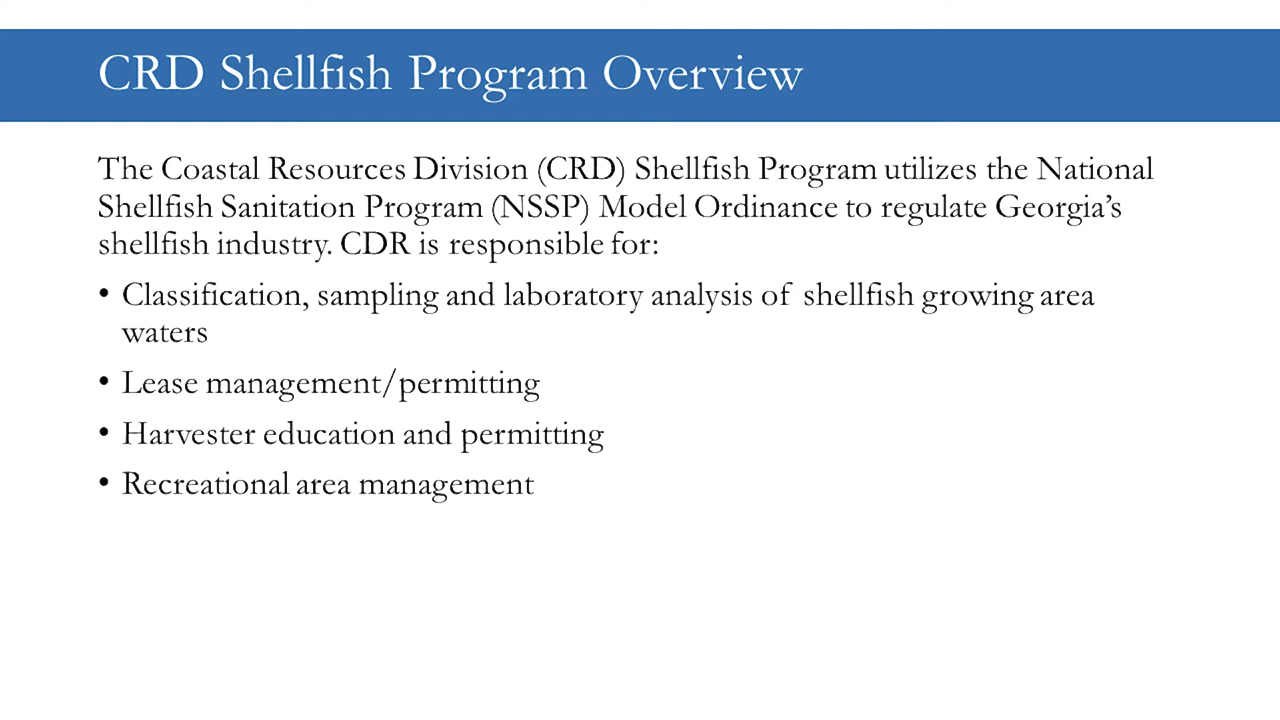 CRD Shellfish Program Overview
The Coastal Resources Division (CRD) Shellfish Program utilizes the National
Shellfish Sanitation Program (NSSP) Model Ordinance to regulate Georgia’s
shellfish industry. CDR is responsible for:
• Classification, sampling and laboratory analysis of shellfish growing area
waters
• Lease management/permitting
• Harvester education and permitting
• Recreational area management